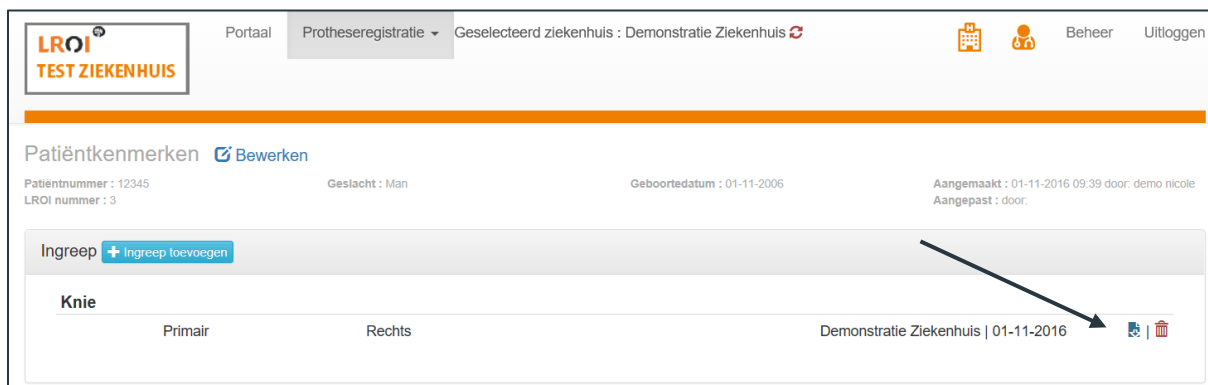 LROI
TEST ZIEKENHUIS
Portaal Protheseregistratie Geselecteerd ziekenhuis : Demonstratie Ziekenhuis Beheer Uitloggen
Patiëntkenmerken Bewerken
Patiëntnummer : 12345 Geslacht : Man Geboortedatum : 01-11-2006 Aangemaakt : 01-11-2016 09:39 door: demo nicole
LROI nummer : 3 Aangepast : door:
Ingreep + Ingreep toevoegen
Knie
Primair Rechts Demonstratie Ziekenhuis | 01-11-2016 |